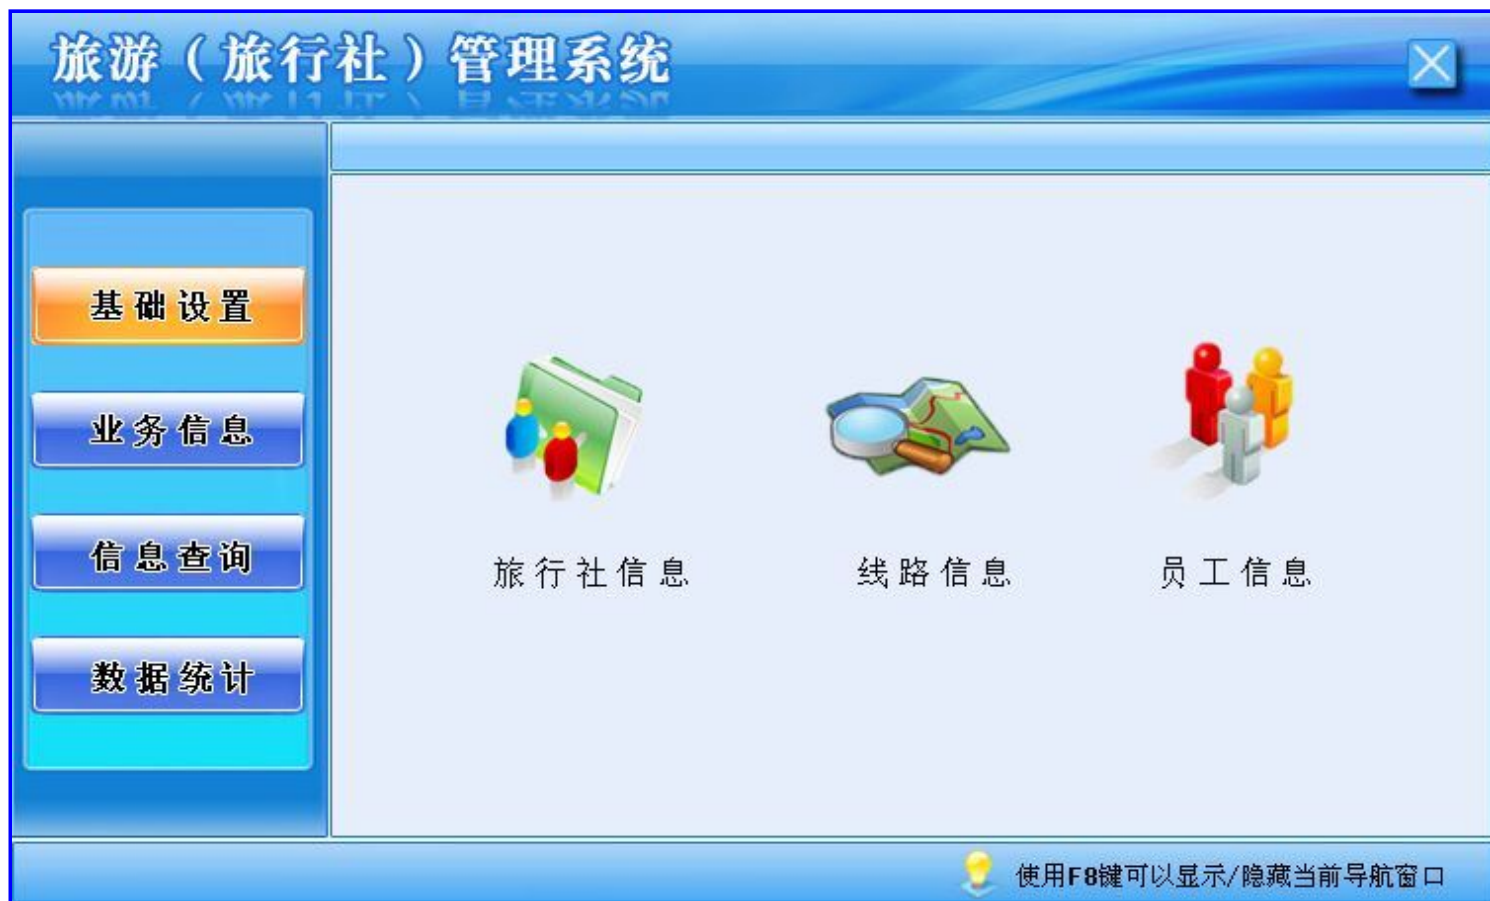 旅游（旅行社）管理系统
基础设置
业务信息
信息查询
数据统计
旅行社信息
线路信息
员工信息
使用F8键可以显示/隐藏当前导航窗口